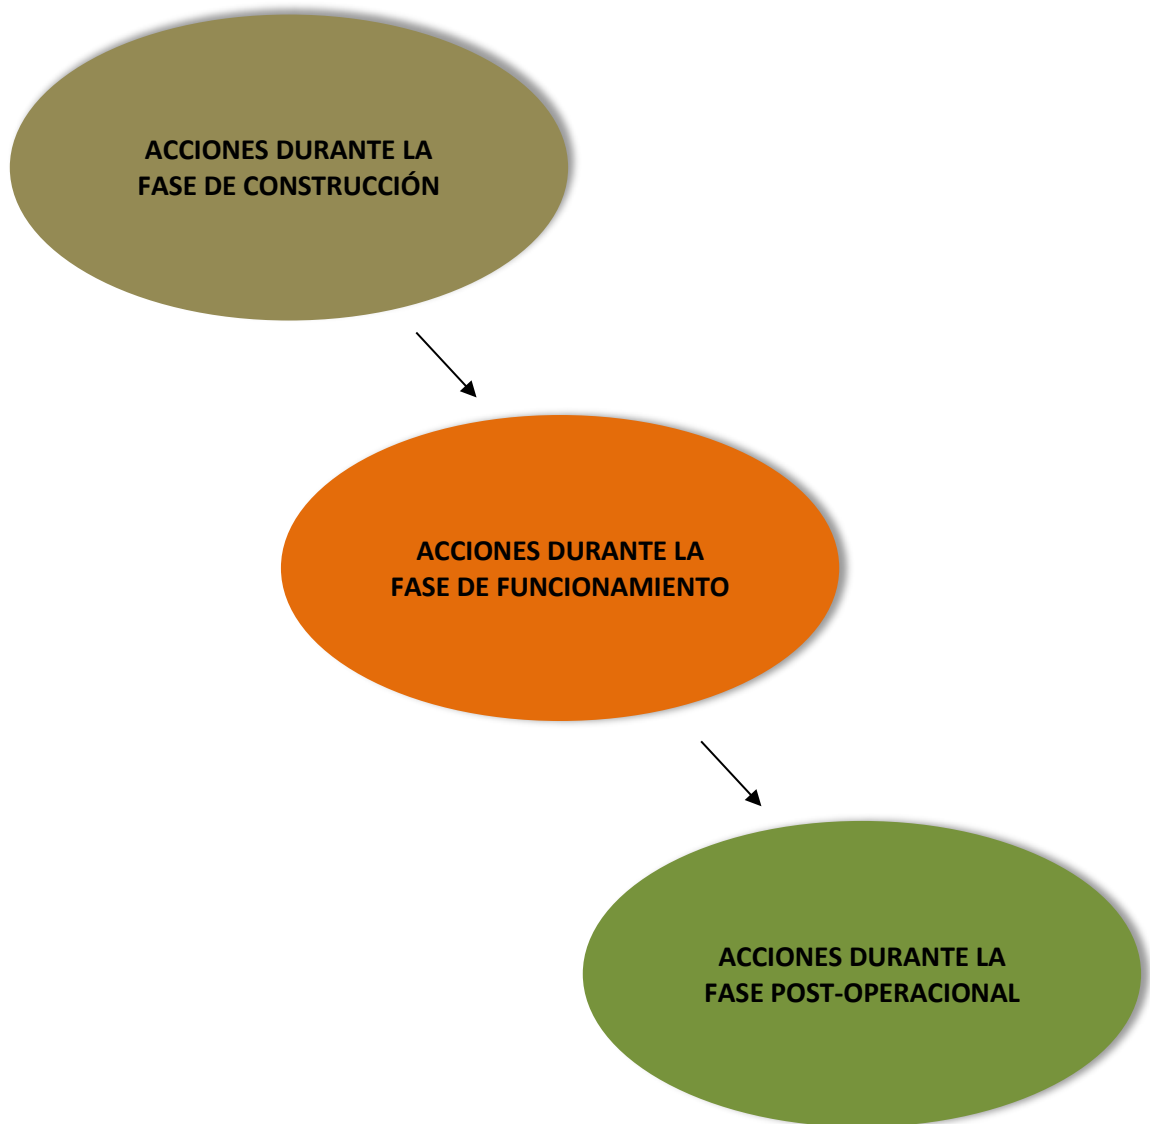 ACCIONES DURANTE LA
FASE DE CONSTRUCCIÓN
ACCIONES DURANTE LA
FASE DE FUNCIONAMIENTO
ACCIONES DURANTE LA
FASE POST-OPERACIONAL